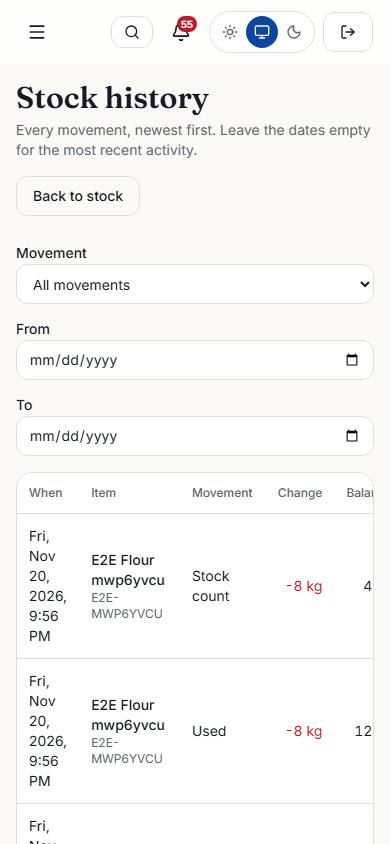 55
Stock history
Every movement, newest first. Leave the dates empty
for the most recent activity.
Back to stock
Movement
All movements
From
mm/dd/yyyy
To
mm/dd/yyyy
When Item Movement Change
Fri,
Nov
20,
2026,
9:56
PM
E2E Flour
mwp6yvcu
E2E-
MWP6YVCU
Stock
count
-8 kg
4
Fri,
Nov
20,
2026,
9:56
PM
E2E Flour
mwp6yvcu
E2E-
MWP6YVCU
Used
-8 kg
12
Fri,